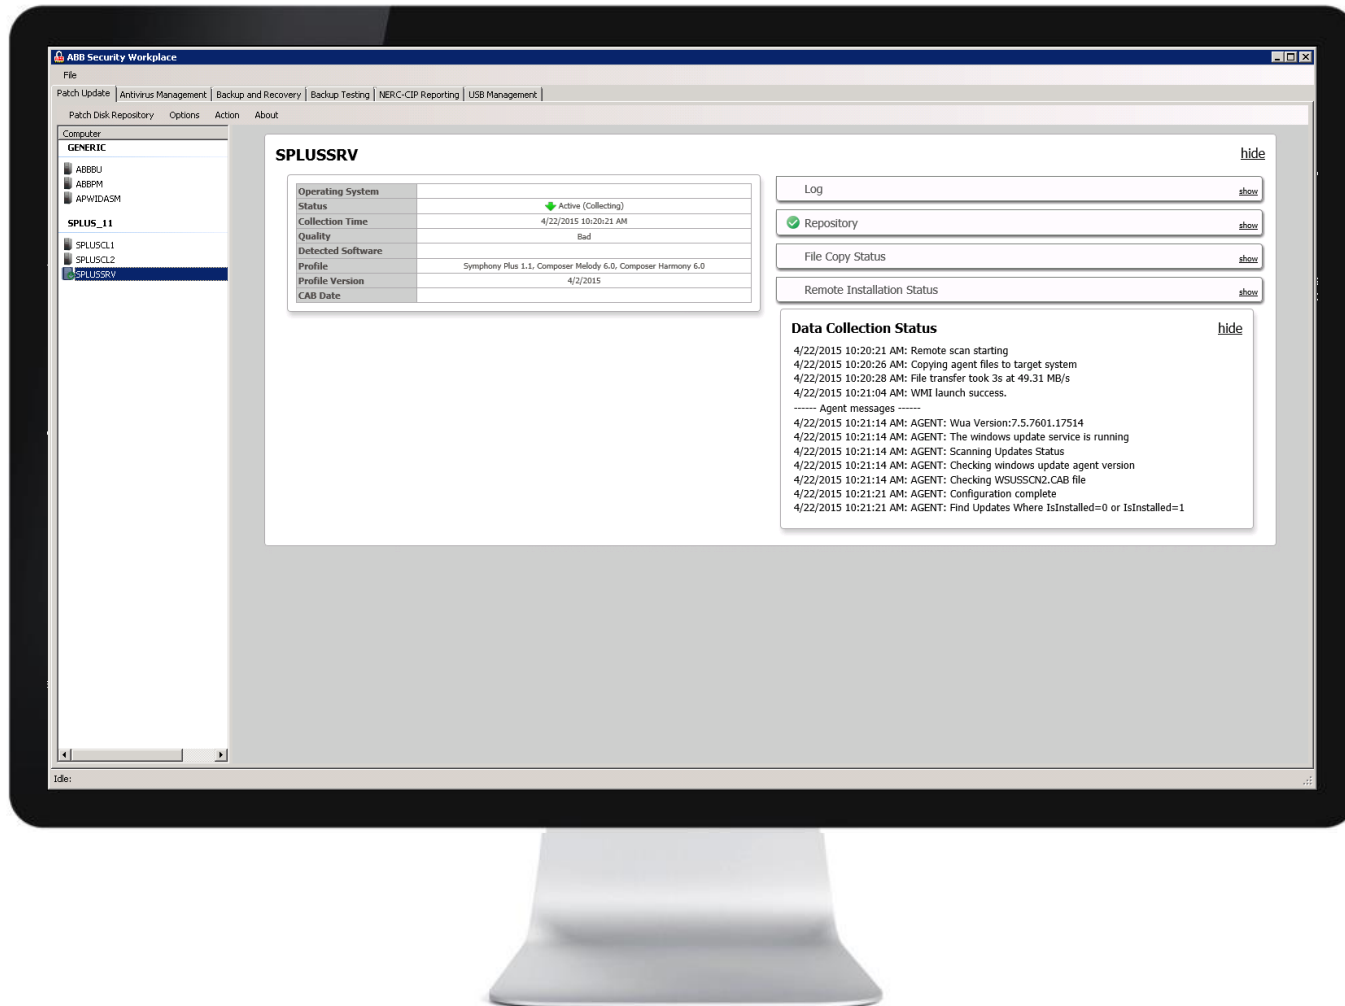 ABB Security Workplace
File
Patch Update Antivirus Management Backup and Recovery Backup Testing NERC-CIP Reporting USB Management
Patch Disk Repository Options Action About
Computer
GENERIC
ABBBU
ABBPM
APWIDASM
SPLUS_11
SPLUSCL1
SPLUSCL2
SPLUSSRV
SPLUSSRV
hide
Operating System
Status Active (Collecting)
Collection Time 4/22/2015 10:20:21 AM
Quality Bad
Detected Software
Profile Symphony Plus 1.1, Composer Melody 6.0, Composer Harmony 6.0
Profile Version 4/2/2015
CAB Date
Log show
Repository show
File Copy Status show
Remote Installation Status show
Data Collection Status hide
4/22/2015 10:20:21 AM: Remote scan starting
4/22/2015 10:20:26 AM: Copying agent files to target system
4/22/2015 10:20:28 AM: File transfer took 3s at 49.31 MB/s
4/22/2015 10:21:04 AM: WMI launch success.
------ Agent messages ------
4/22/2015 10:21:14 AM: AGENT: Wua Version:7.5.7601.17514
4/22/2015 10:21:14 AM: AGENT: The windows update service is running
4/22/2015 10:21:14 AM: AGENT: Scanning Updates Status
4/22/2015 10:21:14 AM: AGENT: Checking windows update agent version
4/22/2015 10:21:14 AM: AGENT: Checking WSUSSCN2.CAB file
4/22/2015 10:21:21 AM: AGENT: Configuration complete
4/22/2015 10:21:21 AM: AGENT: Find Updates Where IsInstalled=0 or IsInstalled=1
Idle: